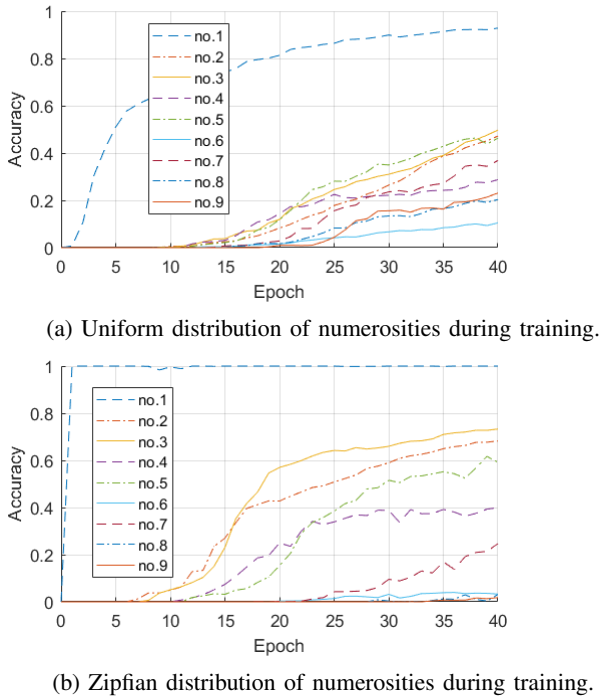 1
0.8
0.6
0.4
0.2
0
Accuracy
no.1
no.2
no.3
no.4
no.5
no.6
no.7
no.8
no.9
0 5 10 15 20 25 30 35 40
Epoch
(a) Uniform distribution of numerosities during training.
1
0.8
0.6
0.4
0.2
0
Accuracy
no.1
no.2
no.3
no.4
no.5
no.6
no.7
no.8
no.9
0 5 10 15 20 25 30 35 40
Epoch
(b) Zipfian distribution of numerosities during training.